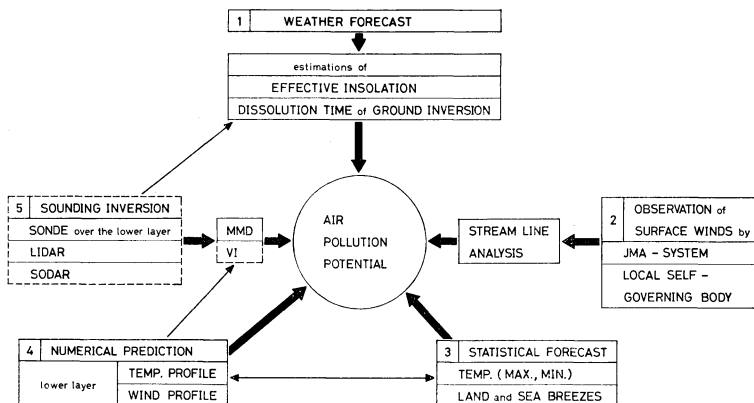 1 WEATHER FORECAST
estimations of
EFFECTIVE INSOLATION
DISSOLUTION TIME of GROUND INVERSION
5 SOUNDING INVERSION
SONDE over the lower layer
LIDAR
SODAR
MMD
VI
AIR
POLLUTION
POTENTIAL
STREAM LINE
ANALYSIS
2 OBSERVATION of
SURFACE WINDS by
JMA - SYSTEM
LOCAL SELF -
GOVERNING BODY
4 NUMERICAL PREDICTION
lower layer
TEMP. PROFILE
WIND PROFILE
3 STATISTICAL FORECAST
TEMP. (MAX., MIN.)
LAND and SEA BREEZES